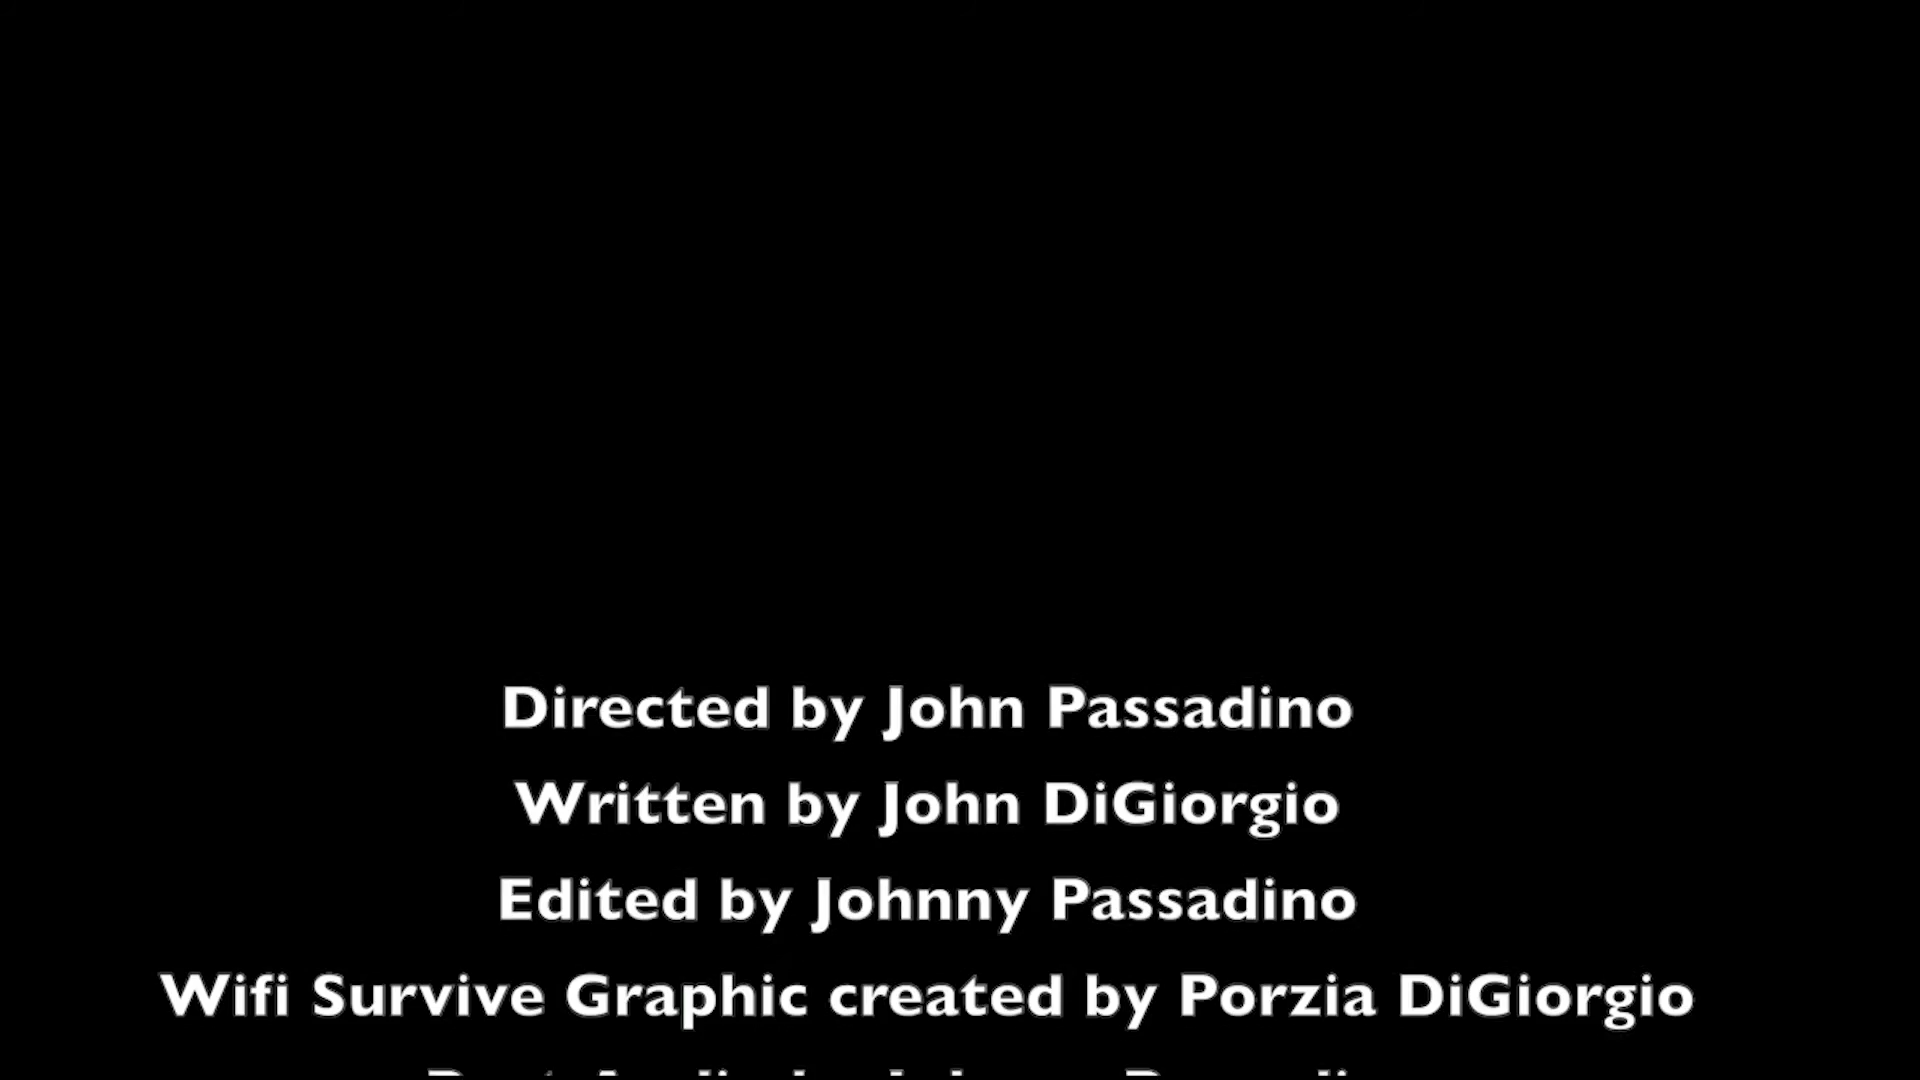 Directed by John Passadino
Written by John DiGiorgio
Edited by Johnny Passadino
Wifi Survive Graphic created by Porzia DiGiorgio